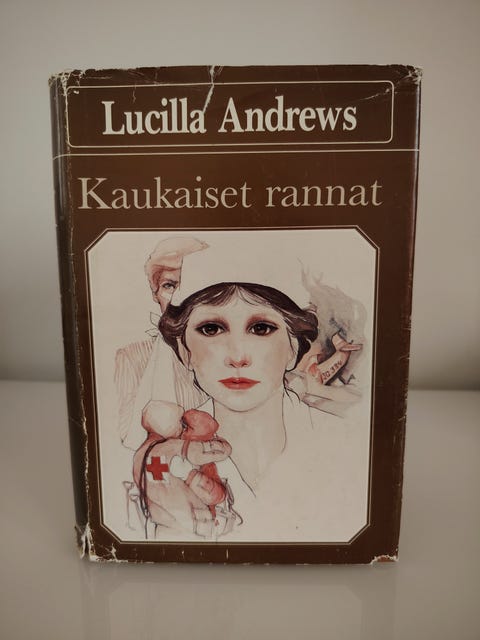 Lucilla Andrews
Kaukaiset rannat